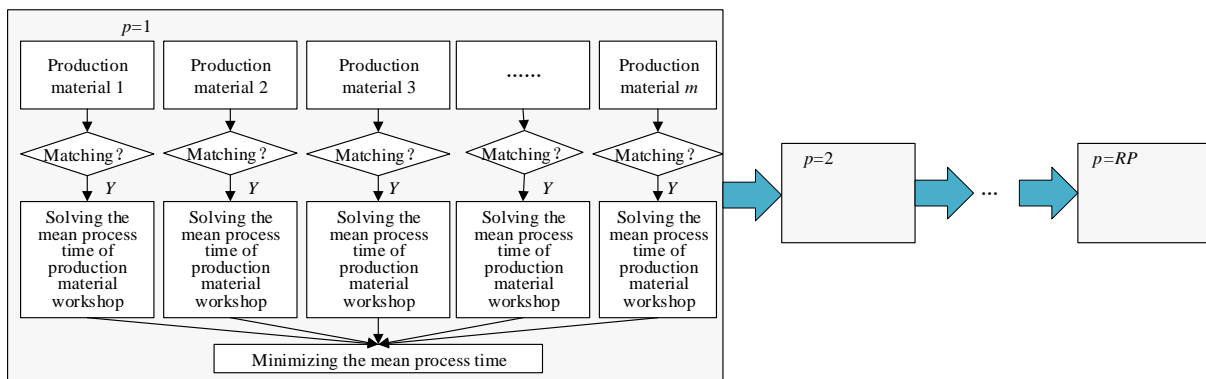 p=1
Production
material 1
Production
material 2
Production
material 3
......
Production
material m
Matching?
Matching?
Matching?
Matching?
Matching?
Y
Y
Y
Y
Y
Solving the
mean process
time of
production
material
workshop
Solving the
mean process
time of
production
material
workshop
Solving the
mean process
time of
production
material
workshop
Solving the
mean process
time of
production
material
workshop
Solving the
mean process
time of
production
material
workshop
Minimizing the mean process time
p=2
...
p=RP